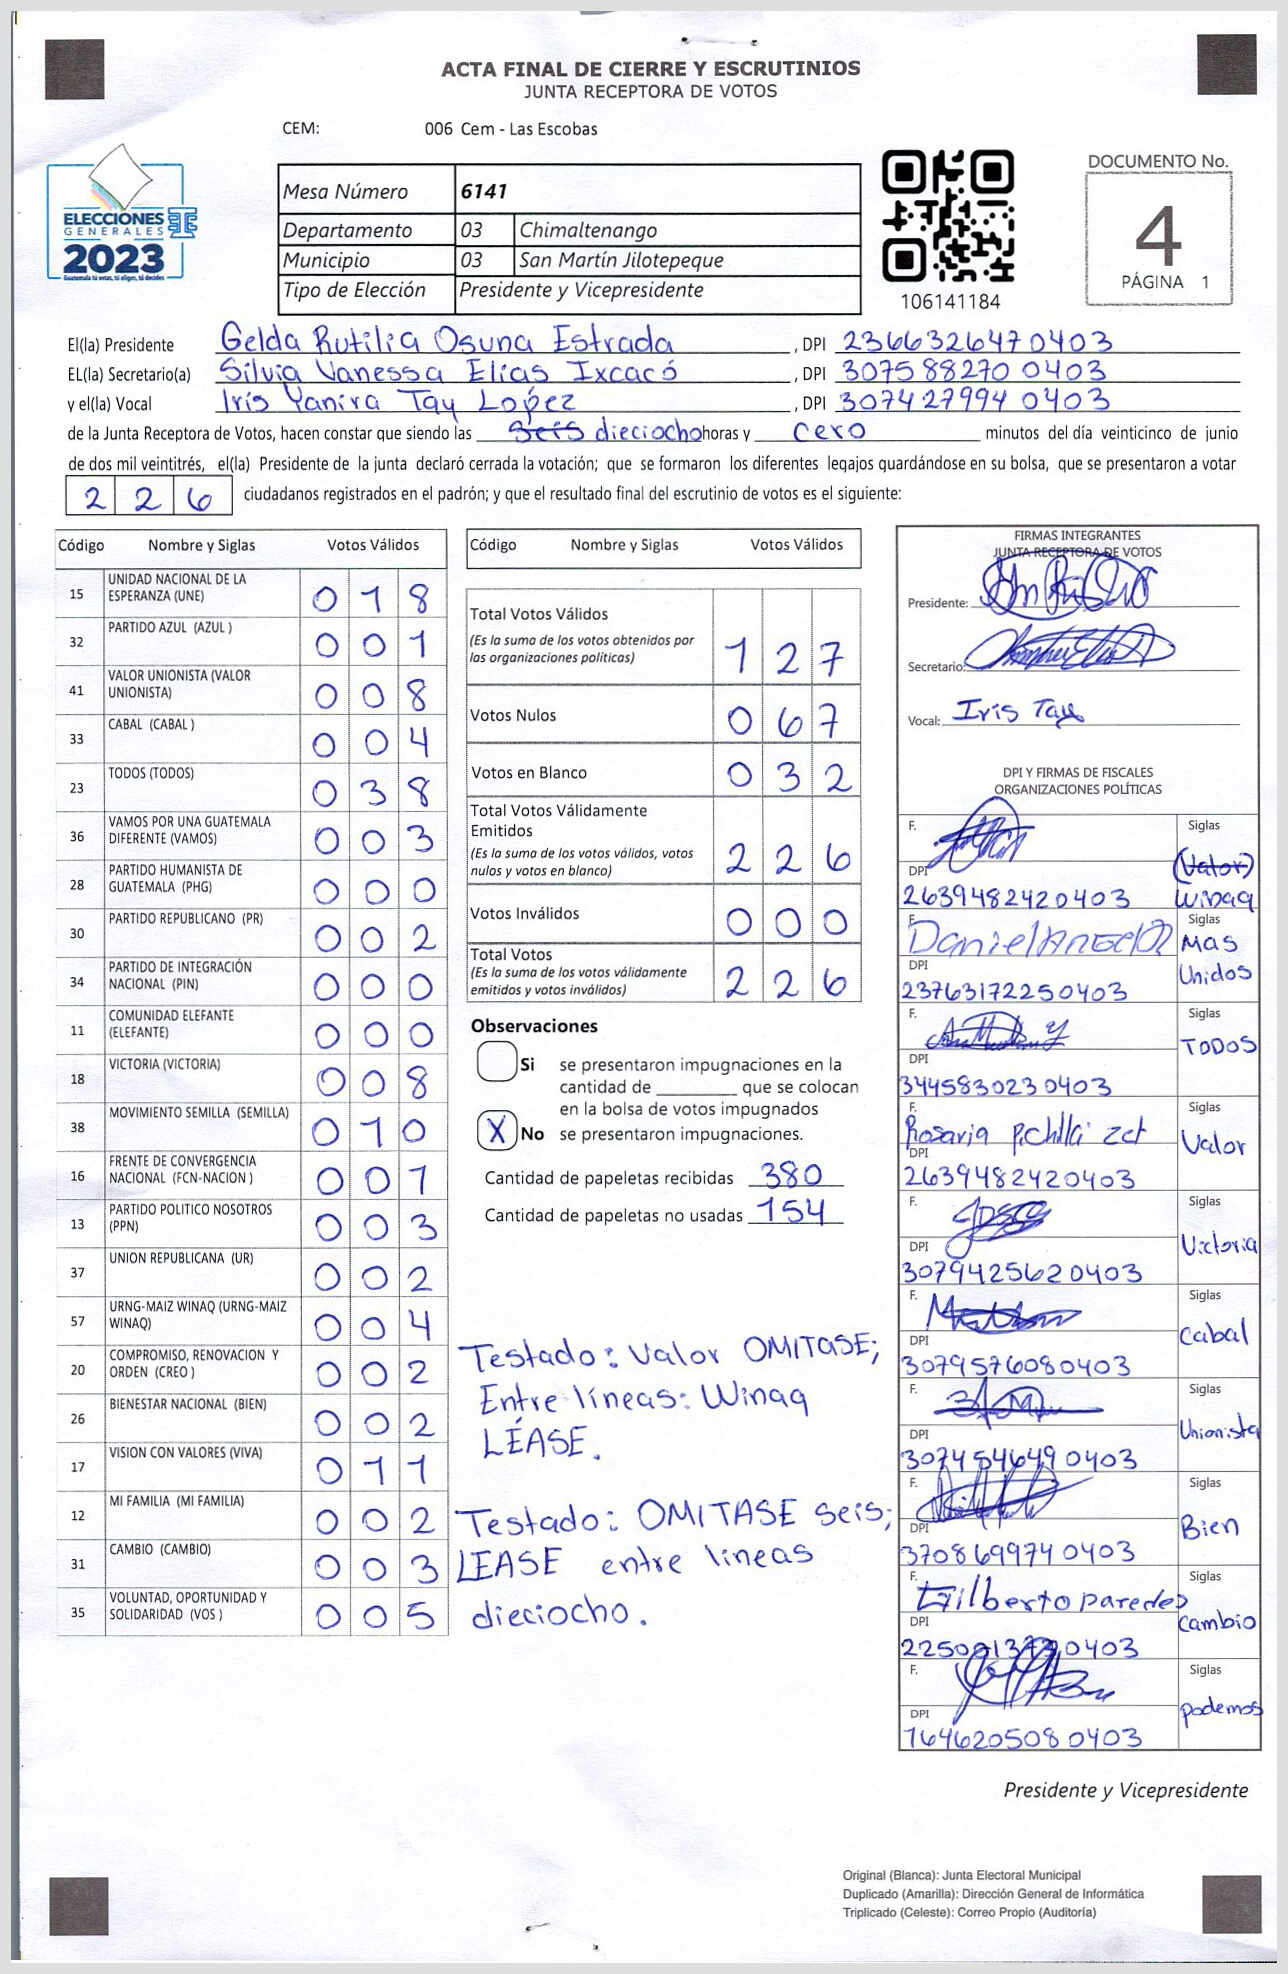 ACTA FINAL DE CIERRE Y ESCRUTINIOS
JUNTA RECEPTORA DE VOTOS
CEM: 006 Cem - Las Escobas
ELECCIONES
GENERALES
2023
Guatemala tú votas, tú eliges, tú decides
Mesa Número 6141
Departamento 03 Chimaltenango
Municipio 03 San Martín Jilotepeque
Tipo de Elección Presidente y Vicepresidente
106141184
DOCUMENTO No.
4
PÁGINA 1
El(la) Presidente Gelda Rutilia Osuna Estrada , DPI 2366326470403
EL(la) Secretario(a) Silvia Vanessa Elias Ixcacó , DPI 307588270 0403
y el(la) Vocal Iris Yanira Tay López , DPI 307427994 0403
de la Junta Receptora de Votos, hacen constar que siendo las seis dieciocho horas y cero minutos del día veinticinco de junio
de dos mil veintitrés, el(la) Presidente de la junta declaró cerrada la votación; que se formaron los diferentes legajos guardándose en su bolsa, que se presentaron a votar
2 2 6 ciudadanos registrados en el padrón; y que el resultado final del escrutinio de votos es el siguiente:
Código Nombre y Siglas Votos Válidos
15 UNIDAD NACIONAL DE LA ESPERANZA (UNE) 0 1 8
32 PARTIDO AZUL (AZUL ) 0 0 1
41 VALOR UNIONISTA (VALOR UNIONISTA) 0 0 8
33 CABAL (CABAL ) 0 0 4
23 TODOS (TODOS) 0 3 8
36 VAMOS POR UNA GUATEMALA DIFERENTE (VAMOS) 0 0 3
28 PARTIDO HUMANISTA DE GUATEMALA (PHG) 0 0 0
30 PARTIDO REPUBLICANO (PR) 0 0 2
34 PARTIDO DE INTEGRACIÓN NACIONAL (PIN) 0 0 0
11 COMUNIDAD ELEFANTE (ELEFANTE) 0 0 0
18 VICTORIA (VICTORIA) 0 0 8
38 MOVIMIENTO SEMILLA (SEMILLA) 0 1 0
16 FRENTE DE CONVERGENCIA NACIONAL (FCN-NACION ) 0 0 1
13 PARTIDO POLITICO NOSOTROS (PPN) 0 0 3
37 UNION REPUBLICANA (UR) 0 0 2
57 URNG-MAIZ WINAQ (URNG-MAIZ WINAQ) 0 0 4
20 COMPROMISO, RENOVACION Y ORDEN (CREO ) 0 0 2
26 BIENESTAR NACIONAL (BIEN) 0 0 2
17 VISION CON VALORES (VIVA) 0 1 1
12 MI FAMILIA (MI FAMILIA) 0 0 2
31 CAMBIO (CAMBIO) 0 0 3
35 VOLUNTAD, OPORTUNIDAD Y SOLIDARIDAD (VOS ) 0 0 5
Código Nombre y Siglas Votos Válidos
Total Votos Válidos
(Es la suma de los votos obtenidos por
las organizaciones políticas) 1 2 7
Votos Nulos 0 6 7
Votos en Blanco 0 3 2
Total Votos Válidamente
Emitidos
(Es la suma de los votos válidos, votos
nulos y votos en blanco) 2 2 6
Votos Inválidos 0 0 0
Total Votos
(Es la suma de los votos válidamente
emitidos y votos inválidos) 2 2 6
Observaciones
Si se presentaron impugnaciones en la
cantidad de ________ que se colocan
en la bolsa de votos impugnados
X No se presentaron impugnaciones.
Cantidad de papeletas recibidas 380
Cantidad de papeletas no usadas 154
Testado: Valor OMITASE;
Entre líneas: Winaq
LÉASE.
Testado: OMITASE seis;
LEASE entre lineas
dieciocho.
FIRMAS INTEGRANTES
JUNTA RECEPTORA DE VOTOS
Presidente:
Secretario:
Vocal: Iris Tay
DPI Y FIRMAS DE FISCALES
ORGANIZACIONES POLÍTICAS
F. Siglas
(Valor)
DPI
2639482420403 Winaq
F. Siglas
Mas
DPI Unidos
2376317225 0403
F. Siglas
TODOS
DPI
344583023 0403
F. Siglas
Rosaria Valor
DPI
2639482420403
F. Siglas
Victoria
DPI
3079425620403
F. Siglas
Cabal
DPI
3079576080403
F. Siglas
Unionista
DPI
3074546490403
F. Siglas
Bien
DPI
3708699740403
F. Siglas
Gilberto Paredes
DPI Cambio
0403
F. Siglas
Podemos
DPI
1646205080403
Presidente y Vicepresidente
Original (Blanca): Junta Electoral Municipal
Duplicado (Amarilla): Dirección General de Informática
Triplicado (Celeste): Correo Propio (Auditoría)